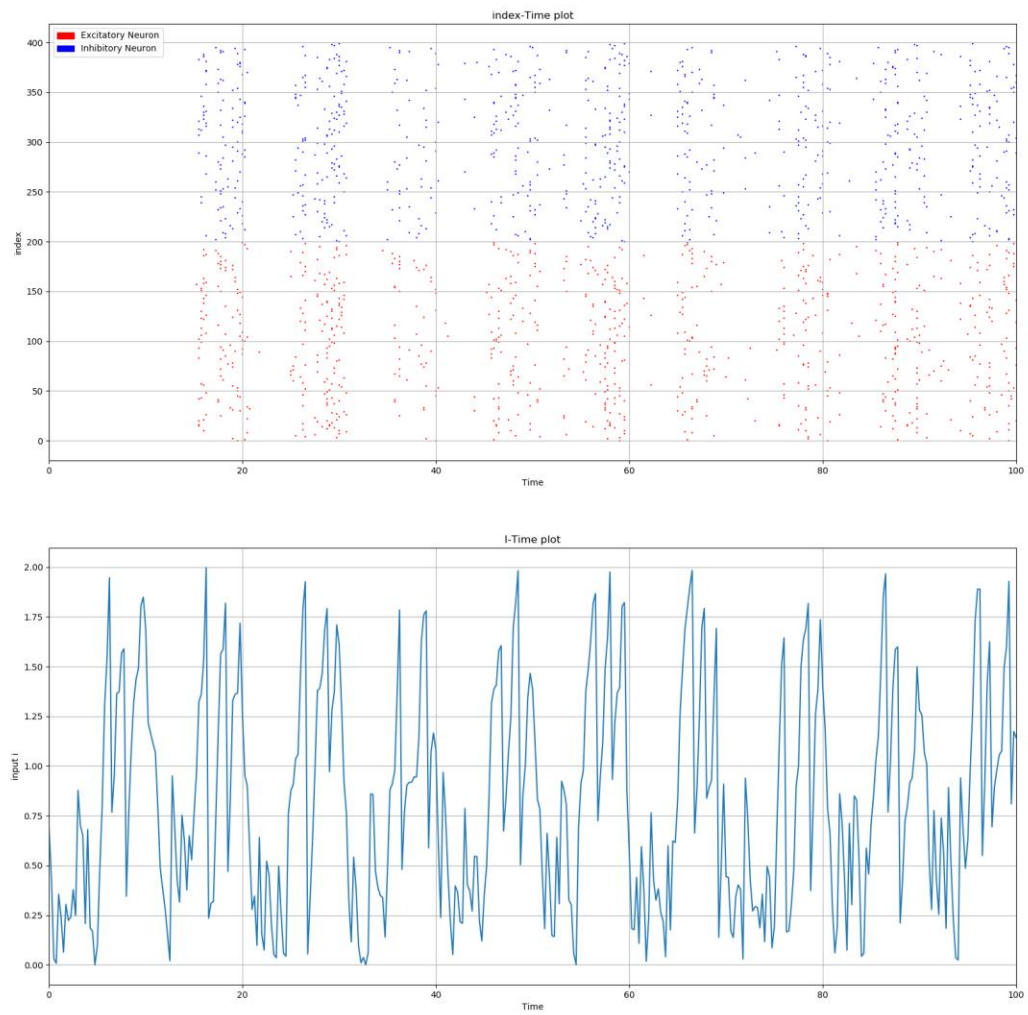 index-Time plot
Excitatory Neuron
Inhibitory Neuron
400
350
300
250
200
150
100
50
0
index
0 20 40 60 80 100
Time
I-Time plot
2.00
1.75
1.50
1.25
1.00
0.75
0.50
0.25
0.00
input i
0 20 40 60 80 100
Time